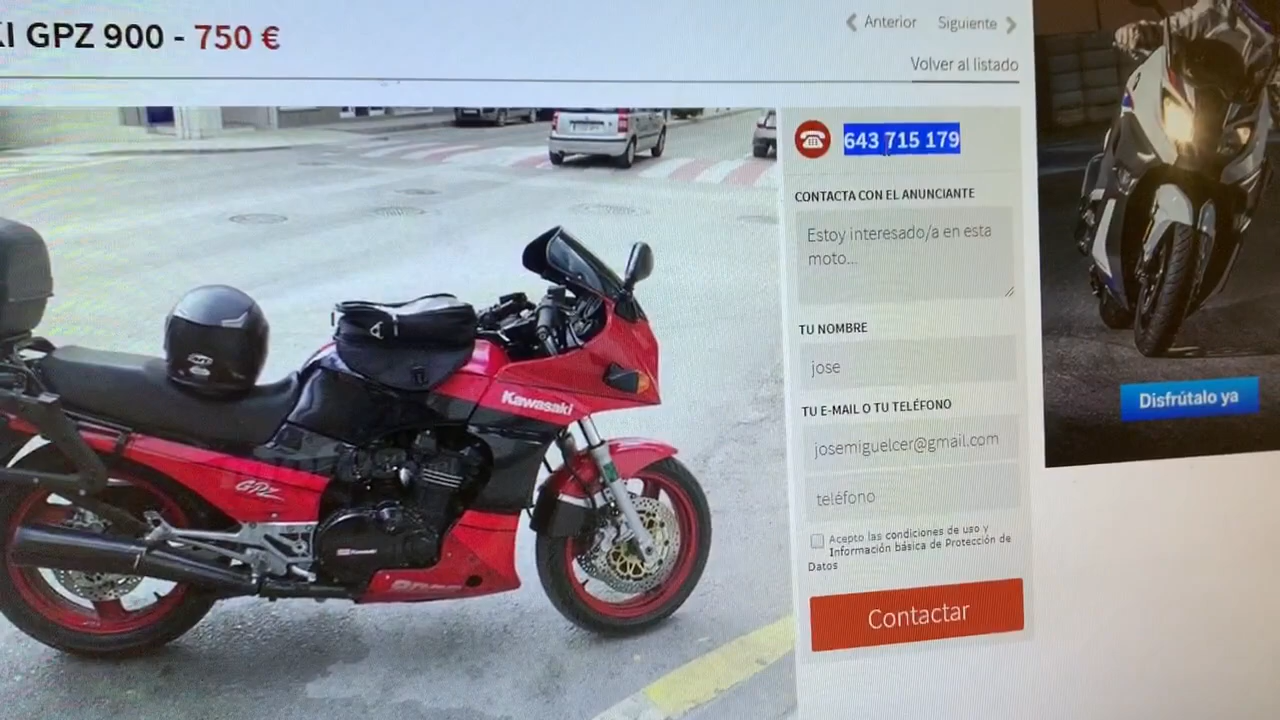 KI GPZ 900 - 750 €
Anterior
Siguiente
Volver al listado
643 715 179
CONTACTA CON EL ANUNCIANTE
Estoy interesado/a en esta
moto...
TU NOMBRE
jose
TU E-MAIL O TU TELÉFONO
josemiguelcer@gmail.com
teléfono
Acepto las condiciones de uso y
Información básica de Protección de
Datos
Contactar
Disfrútalo ya
Kawasaki
GPZ